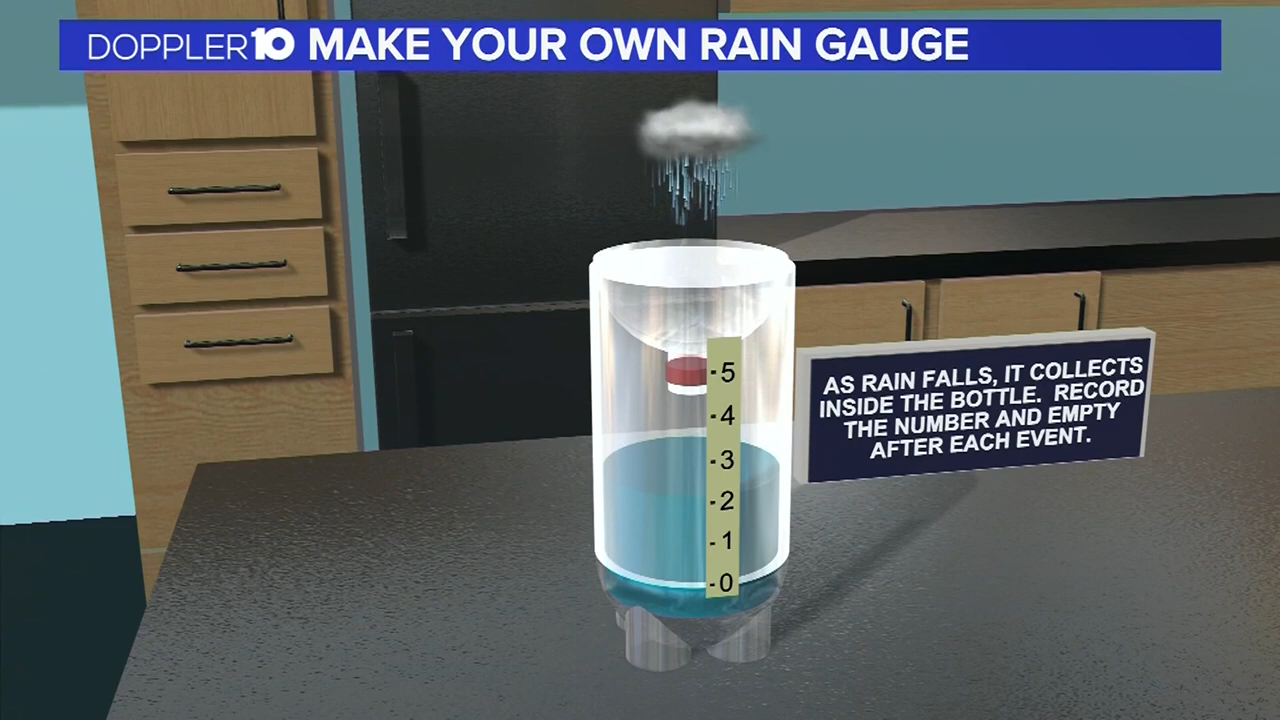 DOPPLER10 MAKE YOUR OWN RAIN GAUGE
-5
-4
-3
-2
-1
-0
AS RAIN FALLS, IT COLLECTS
INSIDE THE BOTTLE. RECORD
THE NUMBER AND EMPTY
AFTER EACH EVENT.